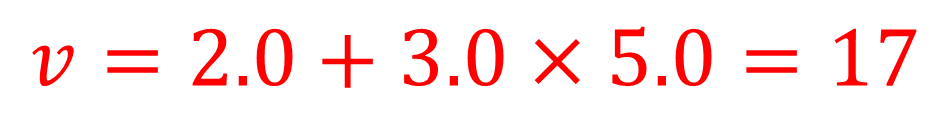 v = 2.0 + 3.0 × 5.0 = 17